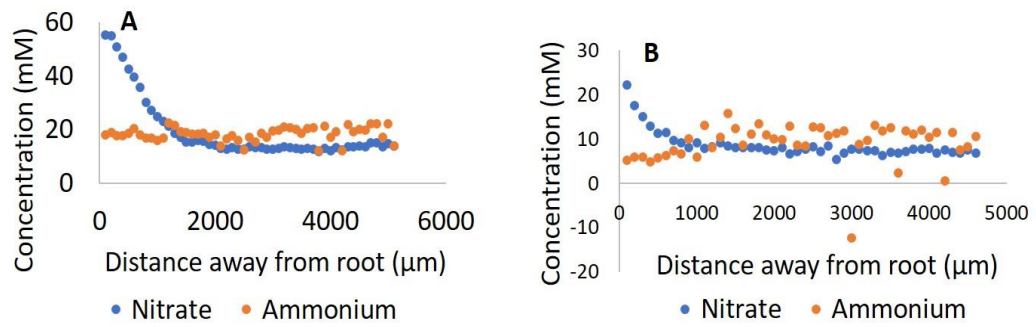 A
Concentration (mM)
60
40
20
0
0 2000 4000 6000
Distance away from root (µm)
Nitrate Ammonium
B
Concentration (mM)
30
20
10
0
-10
-20
0 1000 2000 3000 4000 5000
Distance away from root (µm)
Nitrate Ammonium